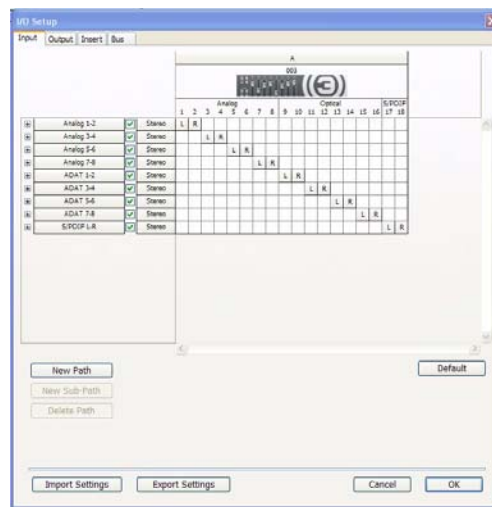 I/O Setup
Input Output Insert Bus
A
003
Analog Optical S/PDIF
1 2 3 4 5 6 7 8 9 10 11 12 13 14 15 16 17 18
Analog 1-2 Stereo L R
Analog 3-4 Stereo L R
Analog 5-6 Stereo L R
Analog 7-8 Stereo L R
ADAT 1-2 Stereo L R
ADAT 3-4 Stereo L R
ADAT 5-6 Stereo L R
ADAT 7-8 Stereo L R
S/PDIF L-R Stereo L R
New Path
Default
New Sub-Path
Delete Path
Import Settings Export Settings Cancel OK